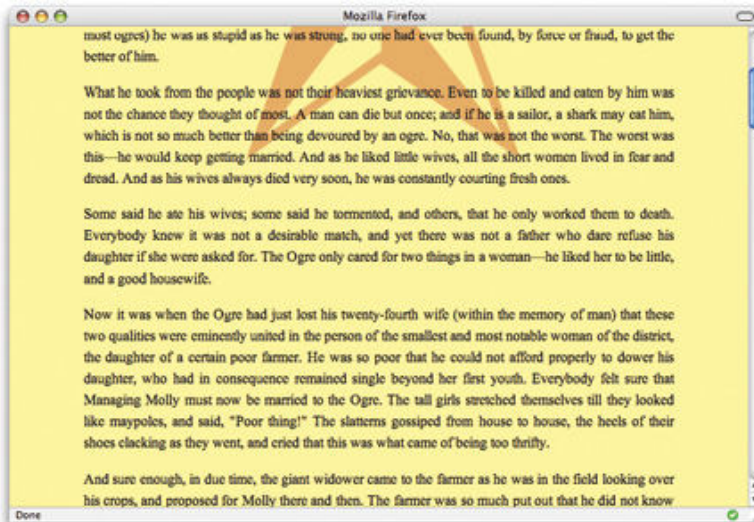 Mozilla Firefox
most ogres) he was as stupid as he was strong, no one had ever been found, by force or fraud, to get the
better of him.
What he took from the people was not their heaviest grievance. Even to be killed and eaten by him was
not the chance they thought of most. A man can die but once; and if he is a sailor, a shark may eat him,
which is not so much better than being devoured by an ogre. No, that was not the worst. The worst was
this—he would keep getting married. And as he liked little wives, all the short women lived in fear and
dread. And as his wives always died very soon, he was constantly courting fresh ones.
Some said he ate his wives; some said he tormented, and others, that he only worked them to death.
Everybody knew it was not a desirable match, and yet there was not a father who dare refuse his
daughter if she were asked for. The Ogre only cared for two things in a woman—he liked her to be little,
and a good housewife.
Now it was when the Ogre had just lost his twenty-fourth wife (within the memory of man) that these
two qualities were eminently united in the person of the smallest and most notable woman of the district,
the daughter of a certain poor farmer. He was so poor that he could not afford properly to dower his
daughter, who had in consequence remained single beyond her first youth. Everybody felt sure that
Managing Molly must now be married to the Ogre. The tall girls stretched themselves till they looked
like maypoles, and said, "Poor thing!" The slatterns gossiped from house to house, the heels of their
shoes clacking as they went, and cried that this was what came of being too thrifty.
And sure enough, in due time, the giant widower came to the farmer as he was in the field looking over
his crops, and proposed for Molly there and then. The farmer was so much put out that he did not know
Done